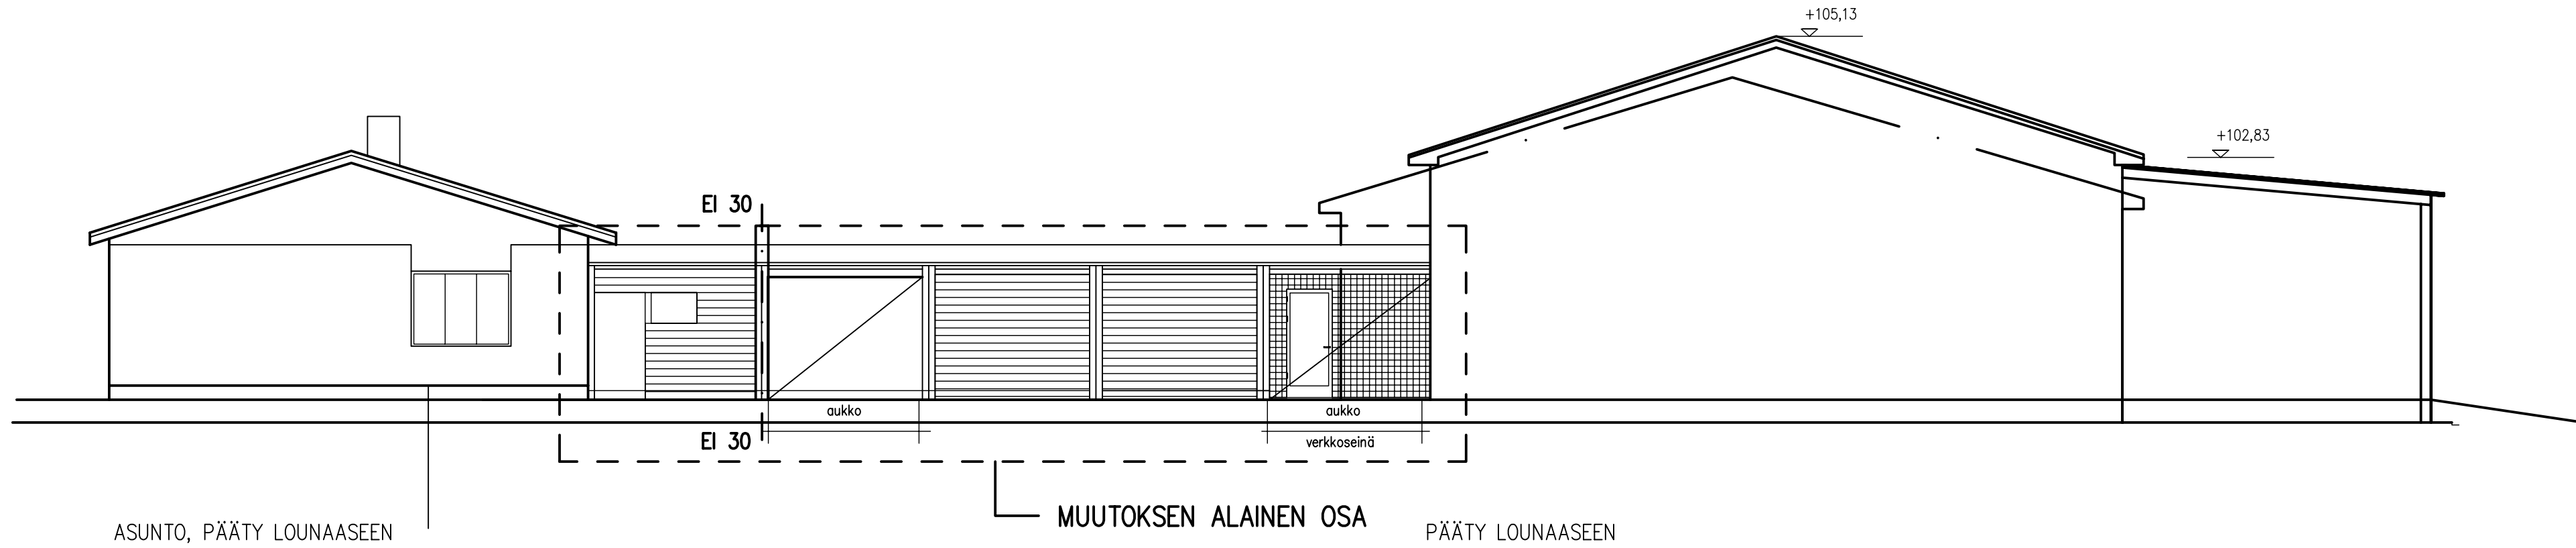 +105,13
+102,83
EI 30
aukko
aukko
EI 30
verkkoseinä
MUUTOKSEN ALAINEN OSA
ASUNTO, PÄÄTY LOUNAASEEN
PÄÄTY LOUNAASEEN